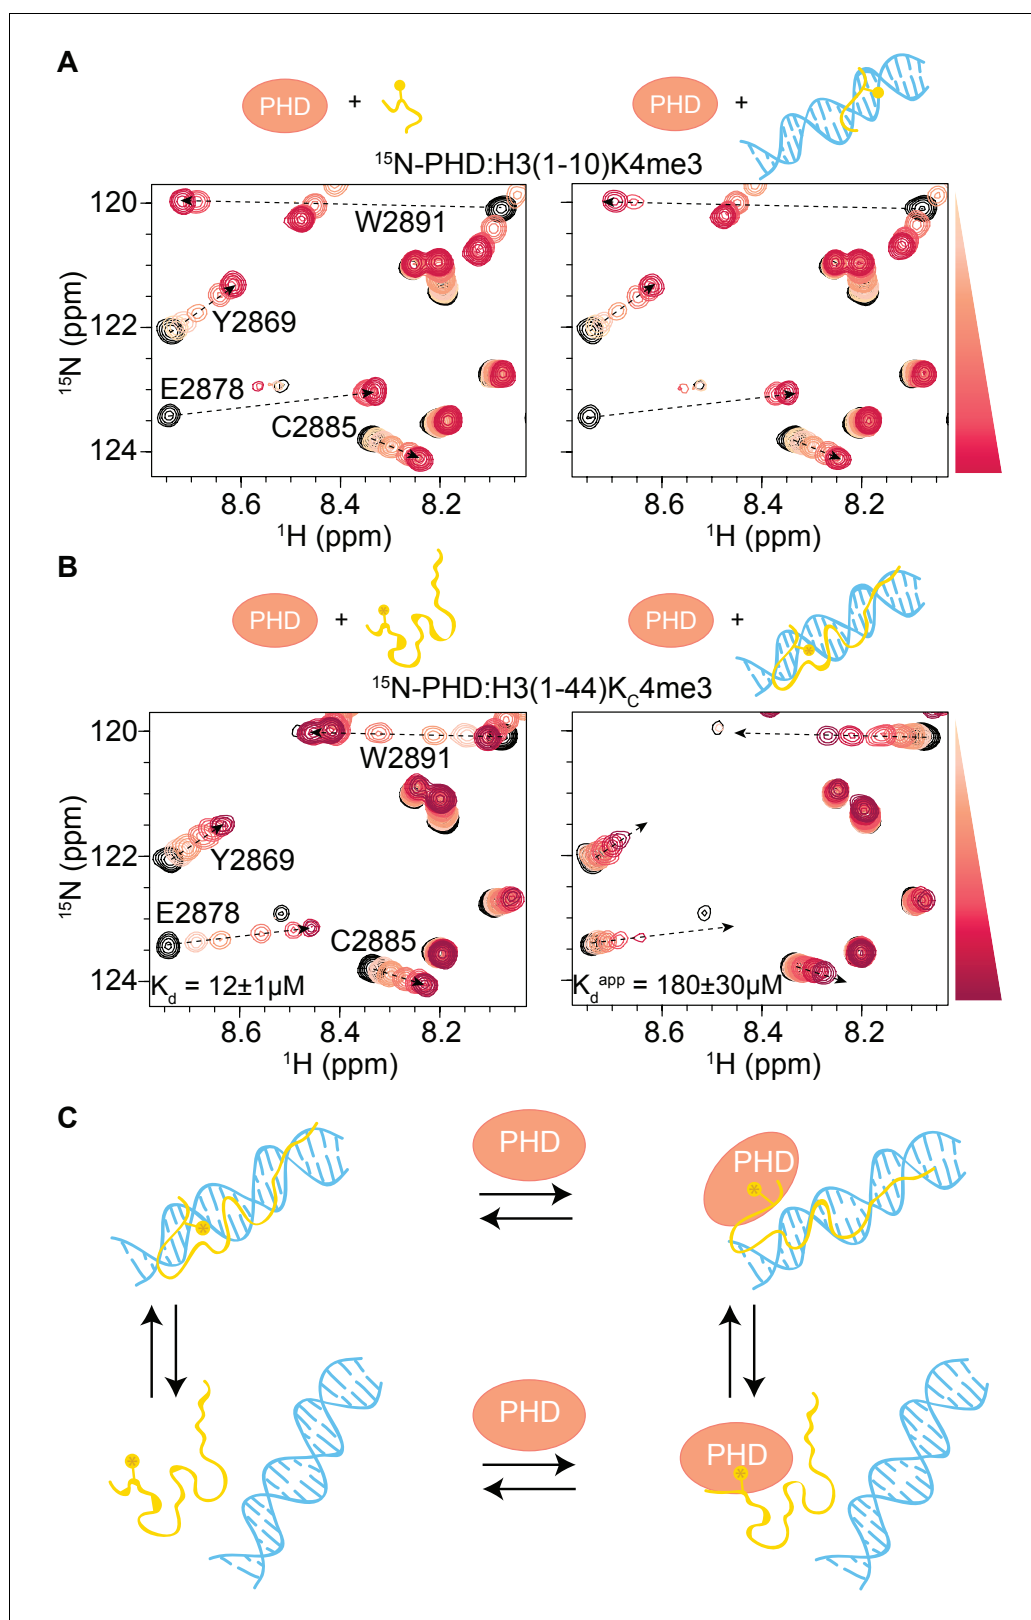 A
PHD + PHD +
¹⁵N-PHD:H3(1-10)K4me3
120
122
124
¹⁵N (ppm)
W2891
Y2869
E2878
C2885
8.6 8.4 8.2 8.6 8.4 8.2
¹H (ppm) ¹H (ppm)
B
PHD + PHD +
¹⁵N-PHD:H3(1-44)K꜀4me3
120
122
124
¹⁵N (ppm)
W2891
Y2869
E2878
C2885
K_d = 12±1µM K_d^app = 180±30µM
8.6 8.4 8.2 8.6 8.4 8.2
¹H (ppm) ¹H (ppm)
C
PHD PHD
PHD PHD